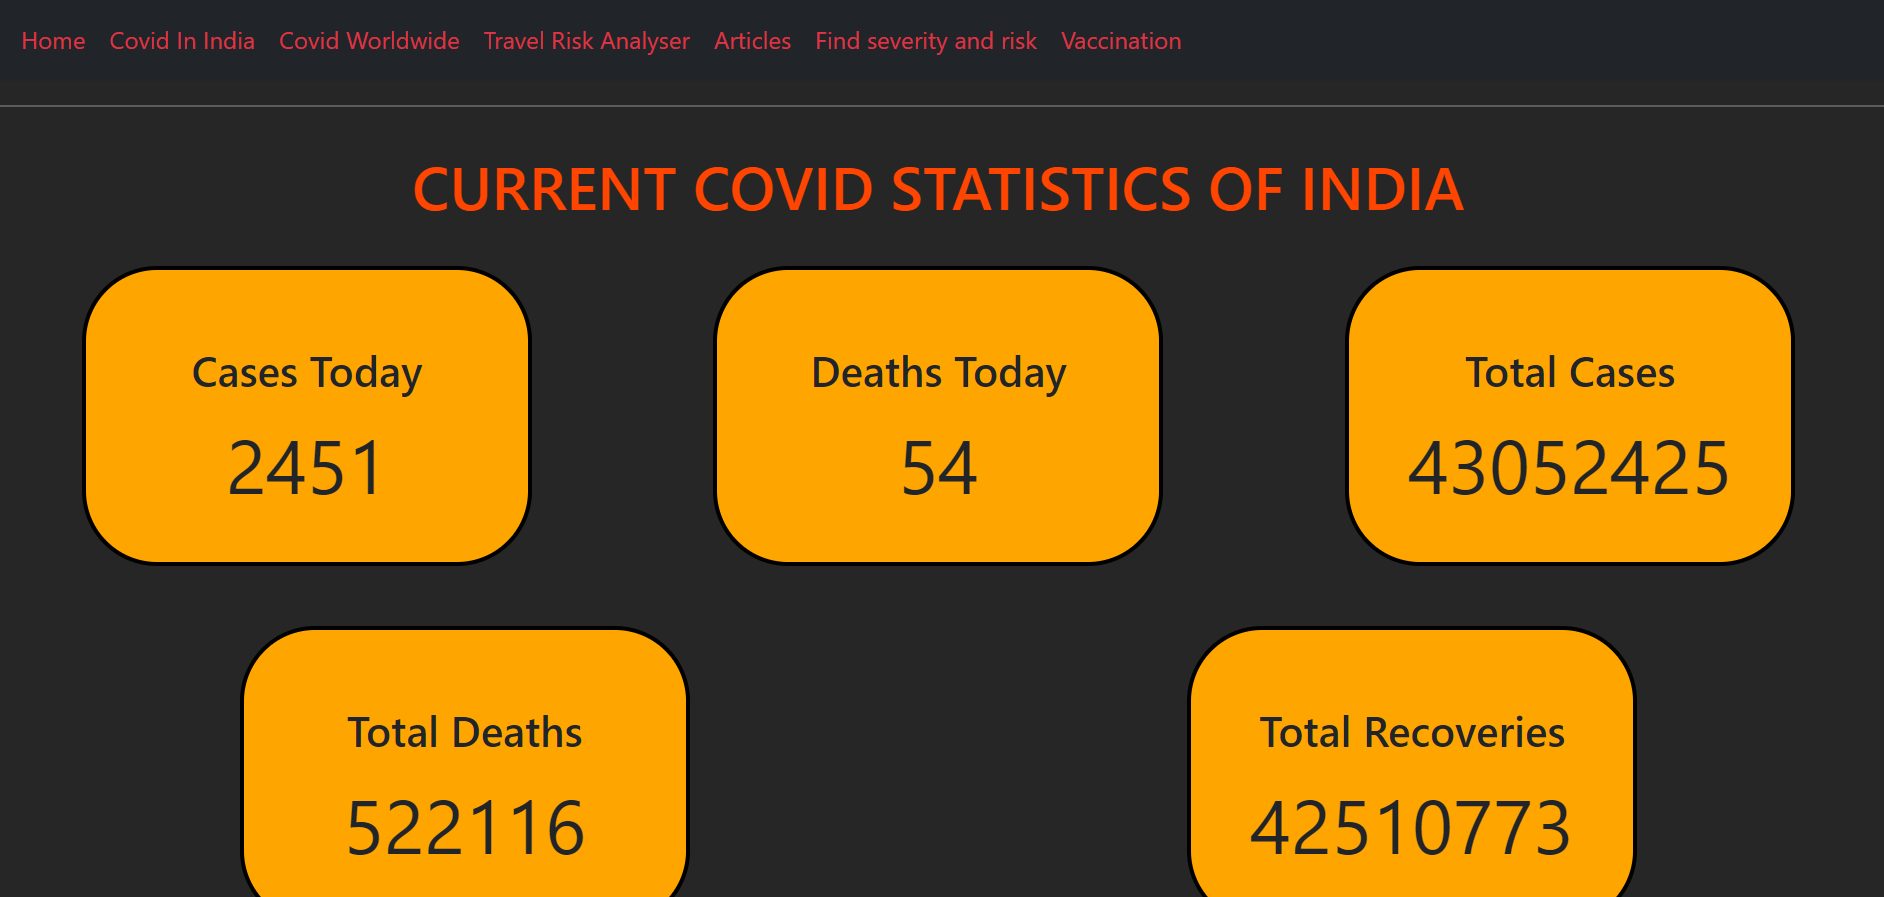 Home Covid In India Covid Worldwide Travel Risk Analyser Articles Find severity and risk Vaccination
CURRENT COVID STATISTICS OF INDIA
Cases Today
2451
Deaths Today
54
Total Cases
43052425
Total Deaths
522116
Total Recoveries
42510773